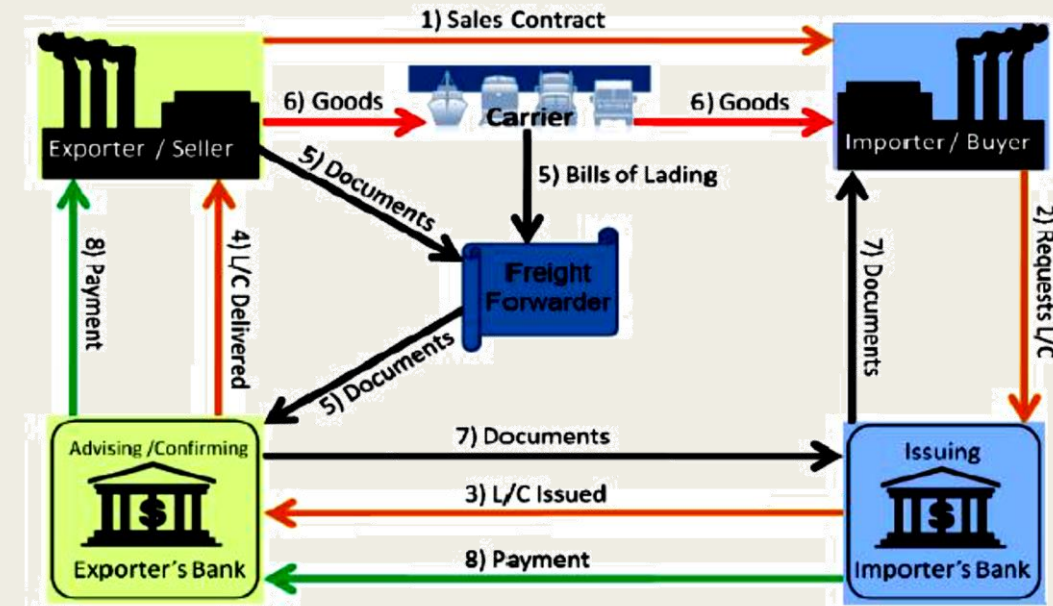 1) Sales Contract
6) Goods
6) Goods
Carrier
Exporter / Seller
Importer / Buyer
5) Documents
5) Bills of Lading
8) Payment
4) L/C Delivered
Freight
Forwarder
7) Documents
2) Requests L/C
5) Documents
Advising /Confirming
$
Exporter's Bank
7) Documents
3) L/C Issued
8) Payment
Issuing
$
Importer's Bank